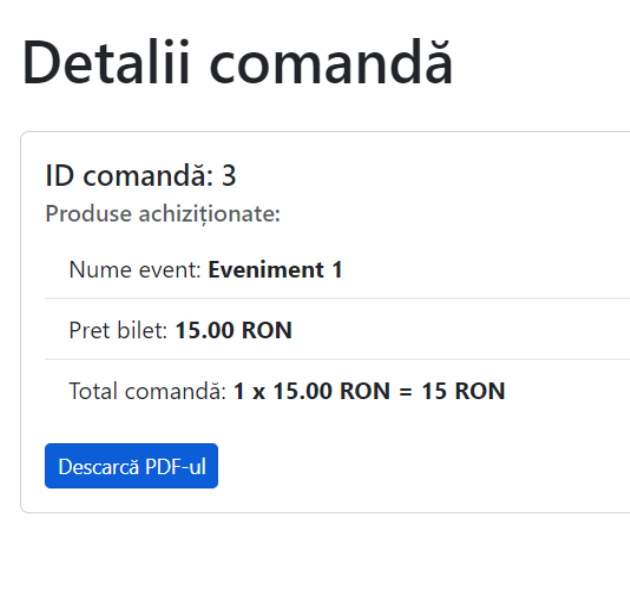 Detalii comandă
ID comandă: 3
Produse achiziționate:
Nume event: Eveniment 1
Pret bilet: 15.00 RON
Total comandă: 1 x 15.00 RON = 15 RON
Descarcă PDF-ul